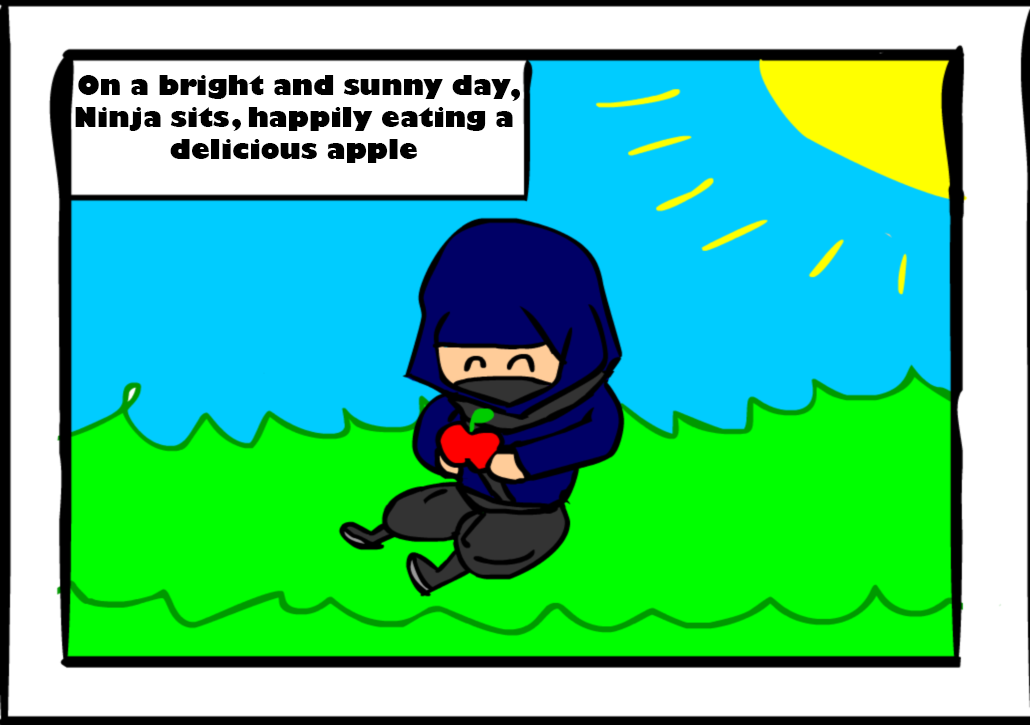 On a bright and sunny day,
Ninja sits, happily eating a
delicious apple